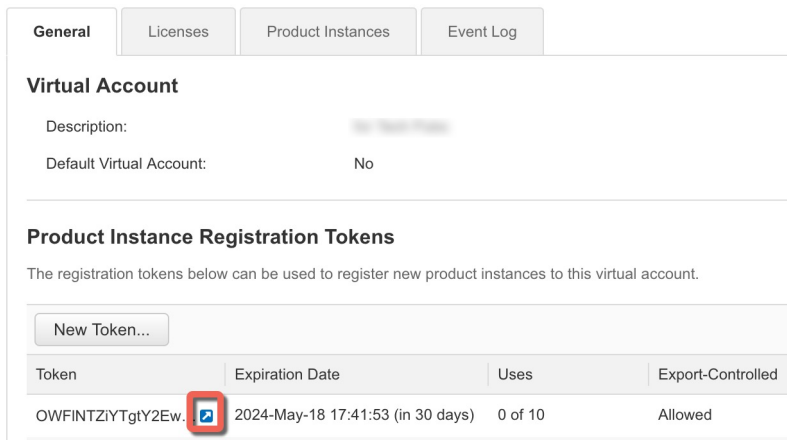 General Licenses Product Instances Event Log
Virtual Account
Description:
Default Virtual Account: No
Product Instance Registration Tokens
The registration tokens below can be used to register new product instances to this virtual account.
New Token...
Token Expiration Date Uses Export-Controlled
OWFlNTZiYTgtY2Ew... 2024-May-18 17:41:53 (in 30 days) 0 of 10 Allowed